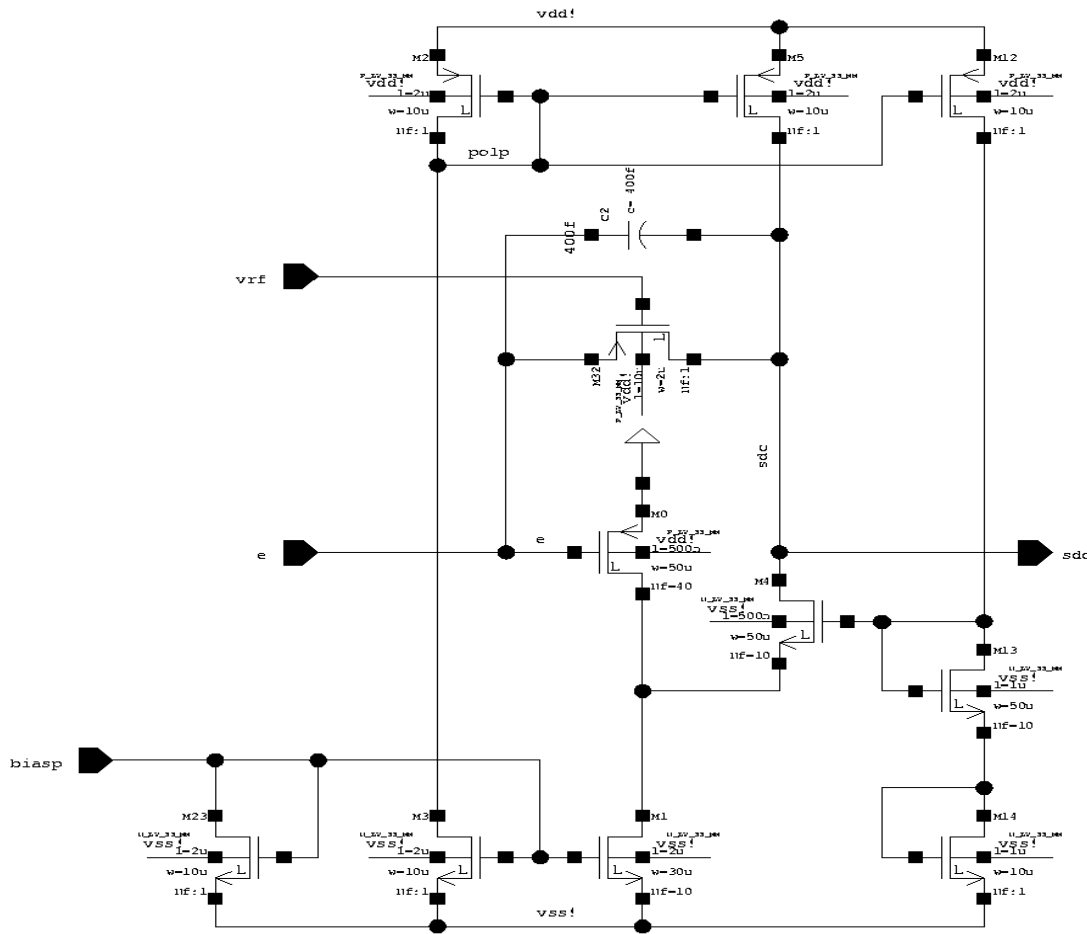 vdd!
M2
vdd!
l=2u
L
w=10u
nf:1
M5
vdd!
l=2u
L
w=10u
nf:1
M12
vdd!
l=2u
L
w=10u
nf:1
polp
400f
c2
c= 400f
vrf
M32
vdd!
l=10u
w=2u
L
nf:1
sdc
e
e
M0
vdd!
L
w=50u
nf=40
sdc
M4
vss!
L
w=50u
nf=10
M13
vss!
l=1u
L
w=50u
nf=10
biasp
M23
vss!
l=2u
L
w=10u
nf:1
M3
vss!
l=2u
L
w=10u
nf:1
M1
vss!
l=2u
L
w=30u
nf=10
M14
vss!
l=1u
L
w=10u
nf:1
vss!